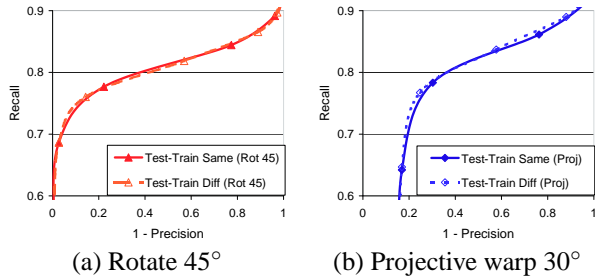 0.9
0.8
0.7
0.6
Recall
0 0.2 0.4 0.6 0.8 1
1 - Precision
Test-Train Same (Rot 45)
Test-Train Diff (Rot 45)
(a) Rotate 45°
0.9
0.8
0.7
0.6
Recall
0 0.2 0.4 0.6 0.8 1
1 - Precision
Test-Train Same (Proj)
Test-Train Diff (Proj)
(b) Projective warp 30°